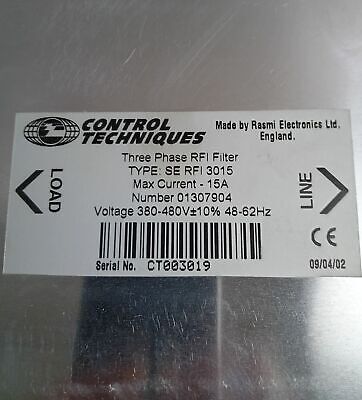 CONTROL
TECHNIQUES
Made by Rasmi Electronics Ltd.
England.
Three Phase RFI Filter
TYPE: SE RFI 3015
Max Current - 15A
Number 01307904
Voltage 380-480V±10% 48-62Hz
LOAD
LINE
CE
Serial No. CT003019
09/04/02